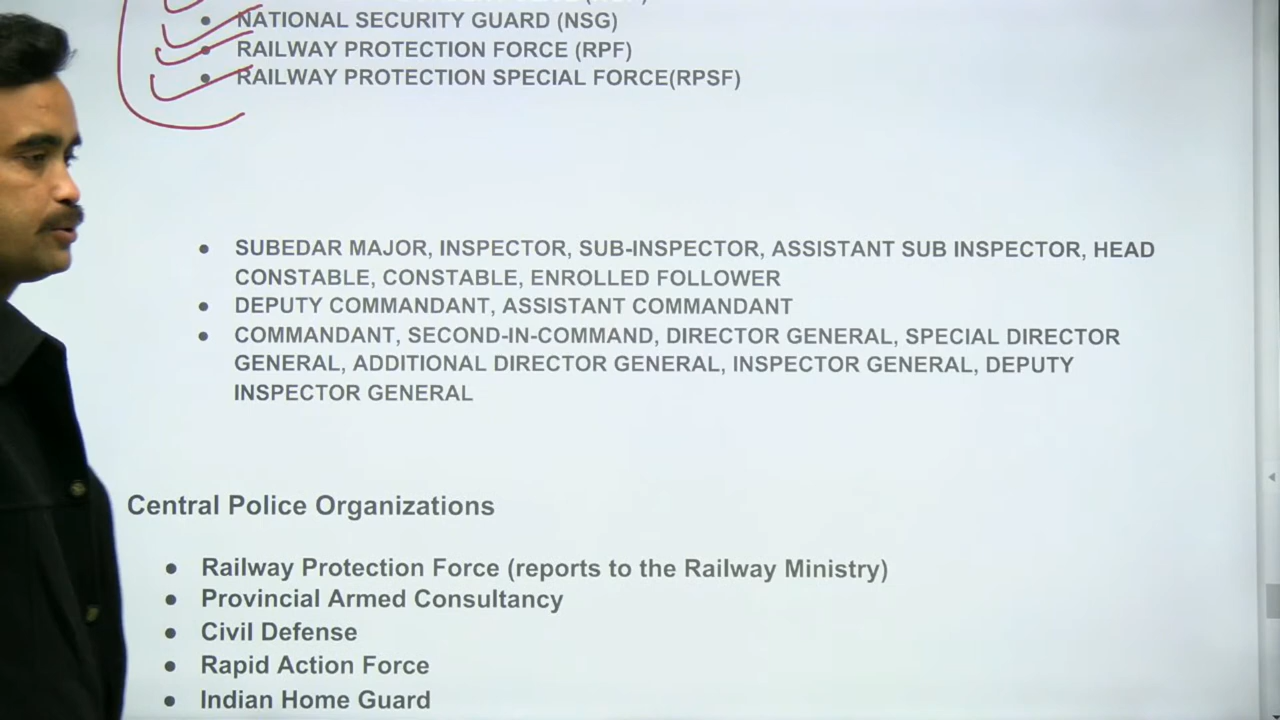 NATIONAL SECURITY GUARD (NSG)
RAILWAY PROTECTION FORCE (RPF)
RAILWAY PROTECTION SPECIAL FORCE(RPSF)
SUBEDAR MAJOR, INSPECTOR, SUB-INSPECTOR, ASSISTANT SUB INSPECTOR, HEAD
CONSTABLE, CONSTABLE, ENROLLED FOLLOWER
DEPUTY COMMANDANT, ASSISTANT COMMANDANT
COMMANDANT, SECOND-IN-COMMAND, DIRECTOR GENERAL, SPECIAL DIRECTOR
GENERAL, ADDITIONAL DIRECTOR GENERAL, INSPECTOR GENERAL, DEPUTY
INSPECTOR GENERAL
Central Police Organizations
Railway Protection Force (reports to the Railway Ministry)
Provincial Armed Consultancy
Civil Defense
Rapid Action Force
Indian Home Guard